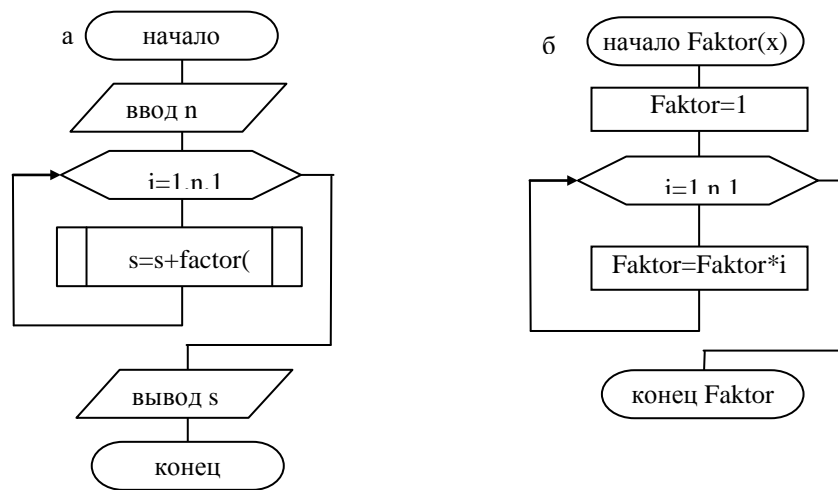 а
начало
ввод n
i=1,n,1
s=s+factor(
вывод s
конец
б
начало Faktor(x)
Faktor=1
i=1,n,1
Faktor=Faktor*i
конец Faktor